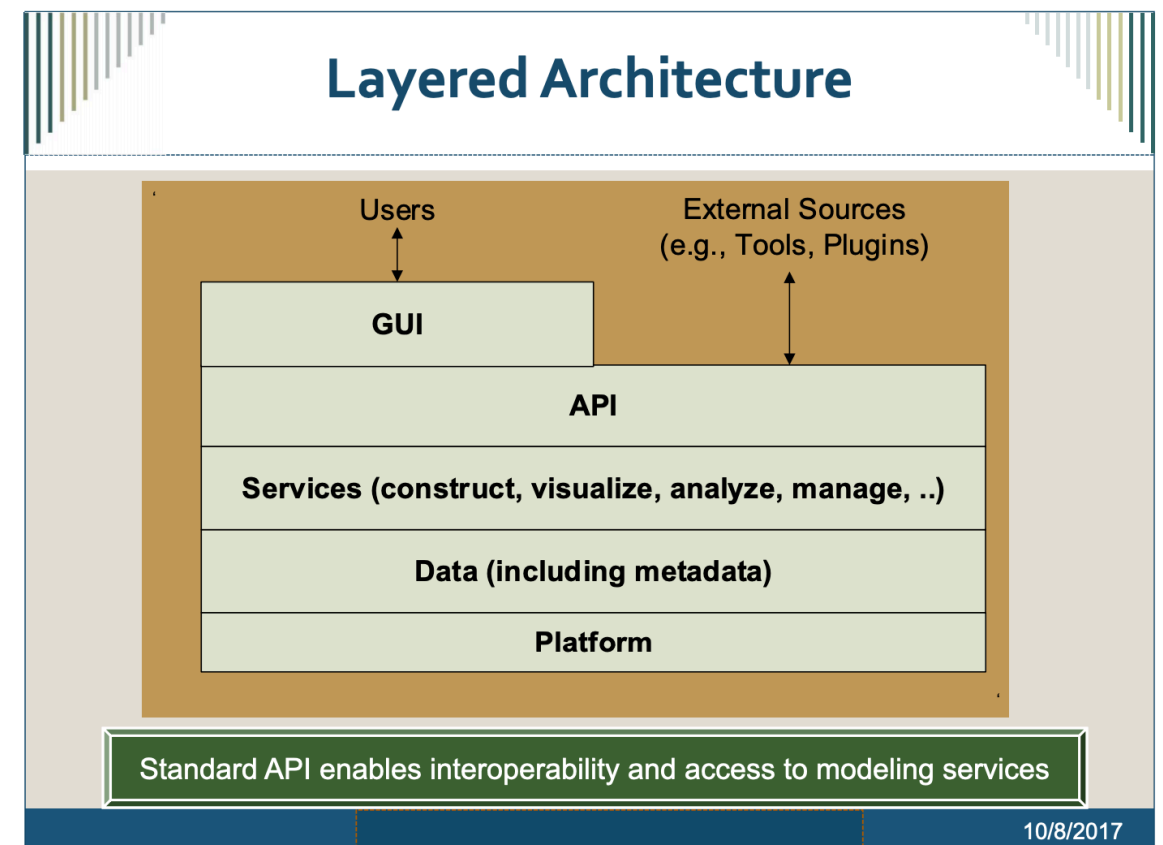 Layered Architecture
Users
External Sources
(e.g., Tools, Plugins)
GUI
API
Services (construct, visualize, analyze, manage, ..)
Data (including metadata)
Platform
Standard API enables interoperability and access to modeling services
10/8/2017